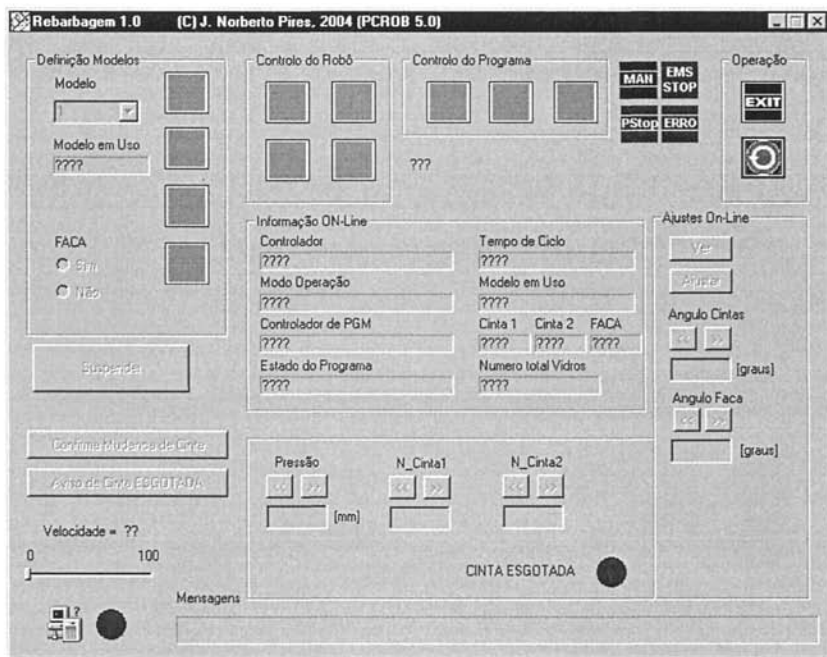 Rebarbagem 1.0 (C) J. Norberto Pires, 2004 (PCROB 5.0)
Definição Modelos
Modelo
1
Modelo em Uso
????
FACA
Sim
Não
Suspender
Confirma Mudança de Cinta
Aviso de Cinta ESGOTADA
Velocidade = ??
0 100
?
Controlo do Robô
Controlo do Programa
???
MAN
EMS STOP
PStop
ERRO
Operação
EXIT
Informação ON-Line
Controlador
????
Tempo de Ciclo
????
Modo Operação
????
Modelo em Uso
????
Controlador de PGM
????
Cinta 1 Cinta 2 FACA
???? ???? ????
Estado do Programa
????
Numero total Vidros
????
Ajustes On-Line
Ver
Ajustar
Angulo Cintas
<< >>
[graus]
Angulo Faca
<< >>
[graus]
Pressão
<< >>
[mm]
N_Cinta1
<< >>
N_Cinta2
<< >>
CINTA ESGOTADA
Mensagens